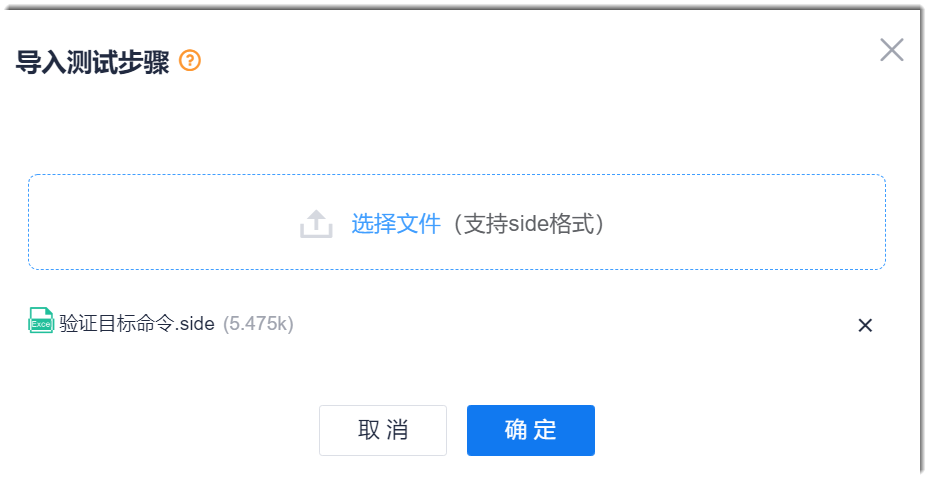 导入测试步骤 ?
选择文件（支持side格式）
Excel 验证目标命令.side (5.475k)
取 消 确 定